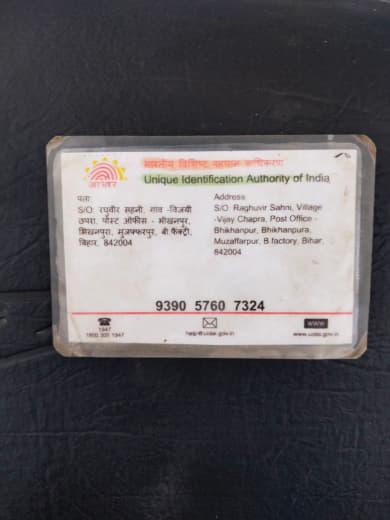 भारतीय विशिष्ट पहचान प्राधिकरण
Unique Identification Authority of India
आधार
पता:
S/O: रघुवीर सहनी, गाव -विजयी
छपरा, पोस्ट ऑफिस - भीखनपुर,
भिखनपुरा, मुजफ्फरपुर, बी फैक्ट्री,
बिहार, 842004
Address
S/O: Raghuvir Sahni, Village
-Vijay Chapra, Post Office -
Bhikhanpur, Bhikhanpura,
Muzaffarpur, B factory, Bihar,
842004
9390 5760 7324
1947
1800 300 1947
help@uidai.gov.in
WWW
www.uidai.gov.in